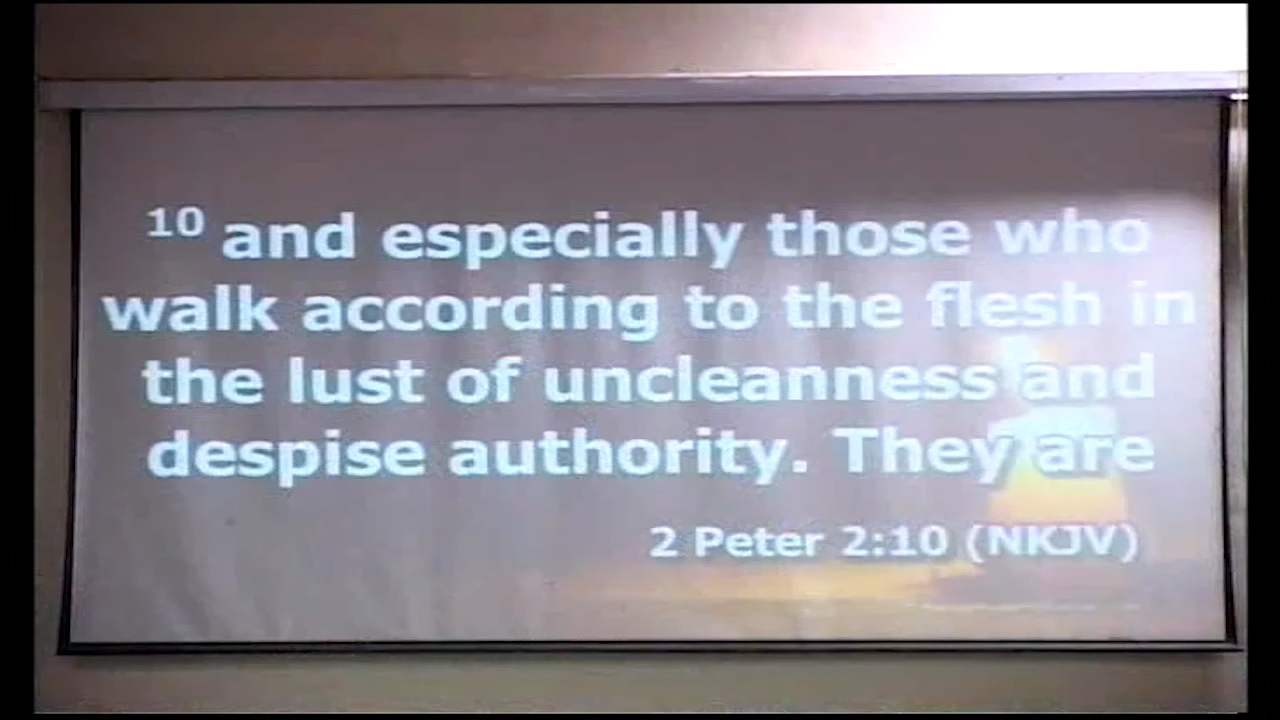 10 and especially those who
walk according to the flesh in
the lust of uncleanness and
despise authority. They are
2 Peter 2:10 (NKJV)